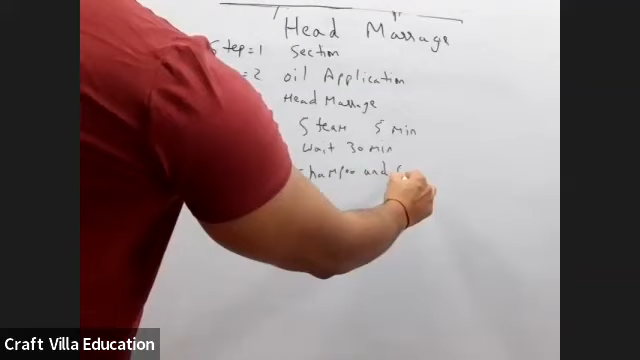 Head Massage
Step=1 Section
=2 oil Application
Head Massage
Steam 5 min
wait 30 min
and
Craft Villa Education